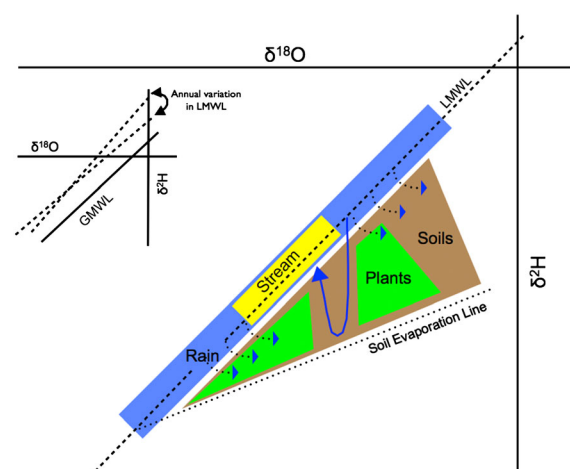 δ18O
LMWL
Annual variation
in LMWL
δ18O
δ2H
GMWL
Soils
Stream
Plants
δ2H
Rain
Soil Evaporation Line